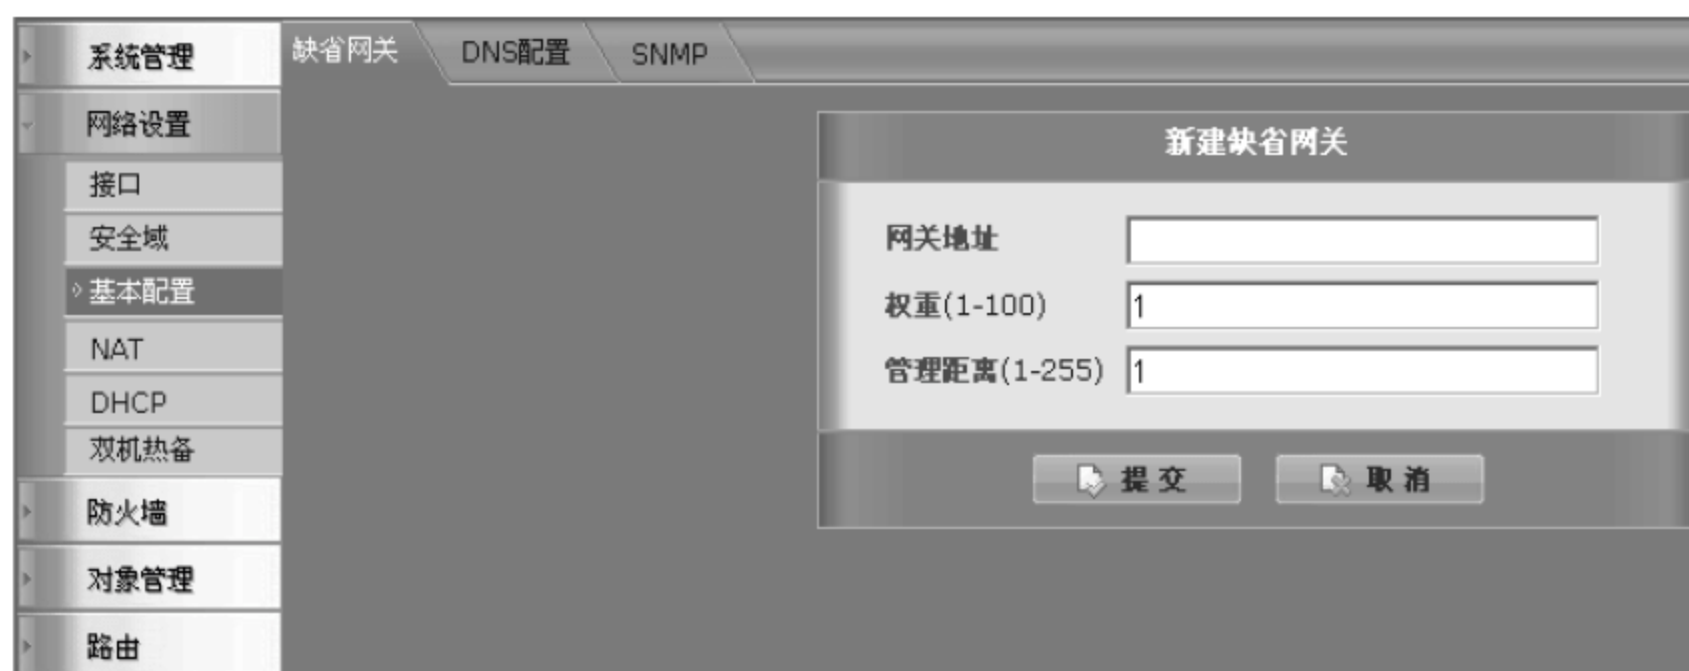 系统管理
网络设置
接口
安全域
基本配置
NAT
DHCP
双机热备
防火墙
对象管理
路由
缺省网关 DNS配置 SNMP
新建缺省网关
网关地址
权重(1-100) 1
管理距离(1-255) 1
提交 取消